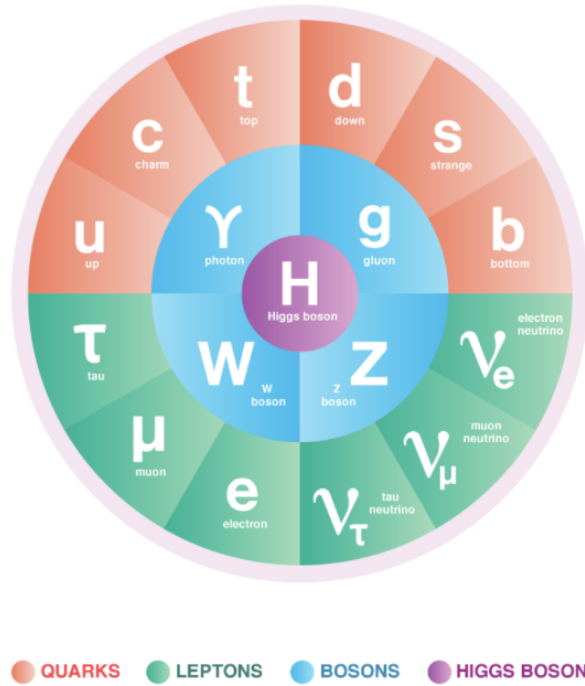 t
top
d
down
c
charm
s
strange
u
up
γ
photon
g
gluon
b
bottom
H
Higgs boson
τ
tau
W
W
boson
Z
Z
boson
νe
electron
neutrino
μ
muon
νμ
muon
neutrino
e
electron
ντ
tau
neutrino
QUARKS
LEPTONS
BOSONS
HIGGS BOSON